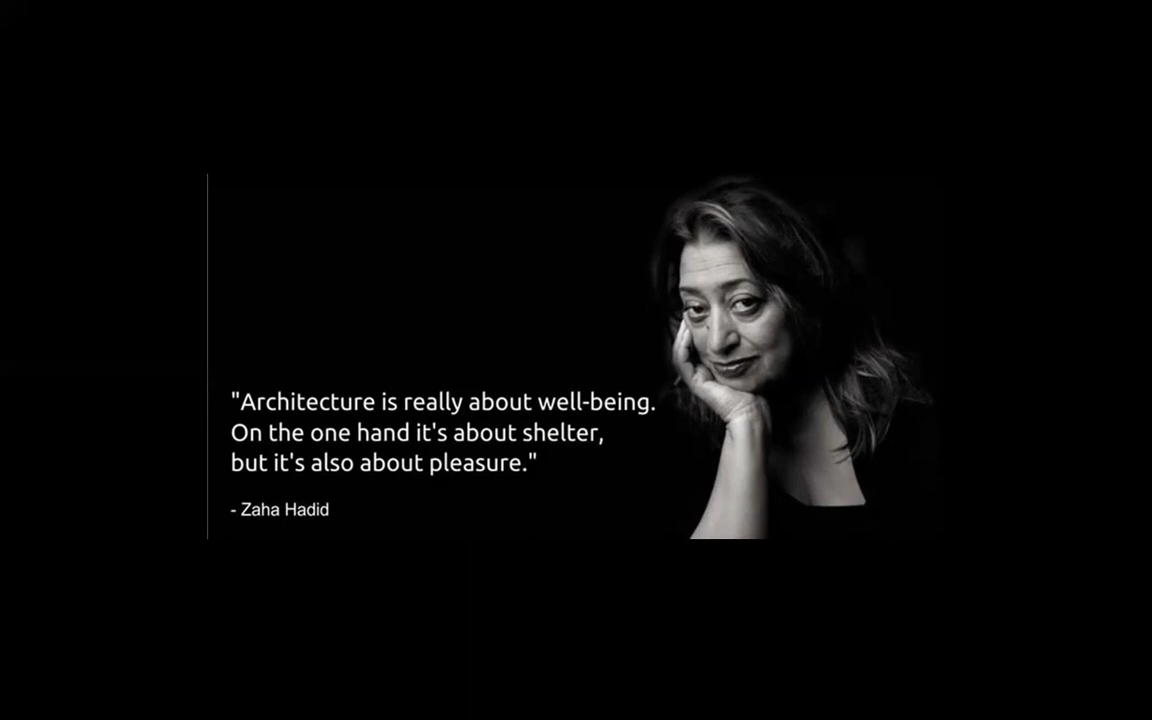 "Architecture is really about well-being.
On the one hand it's about shelter,
but it's also about pleasure."
- Zaha Hadid